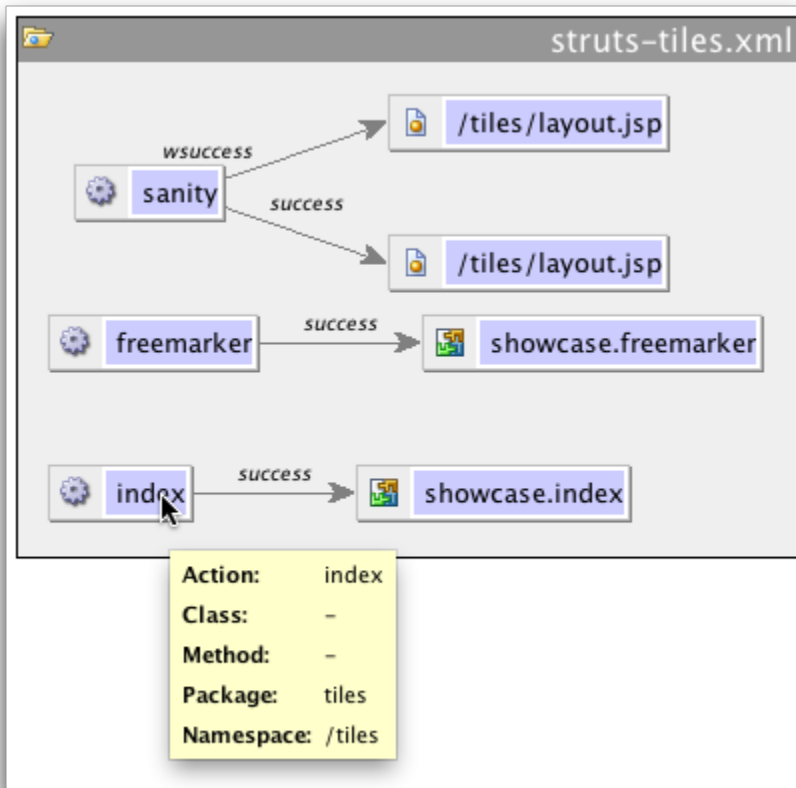 struts-tiles.xml
/tiles/layout.jsp
wsuccess
sanity
success
/tiles/layout.jsp
success
freemarker
showcase.freemarker
success
index
showcase.index
Action: index
Class: -
Method: -
Package: tiles
Namespace: /tiles